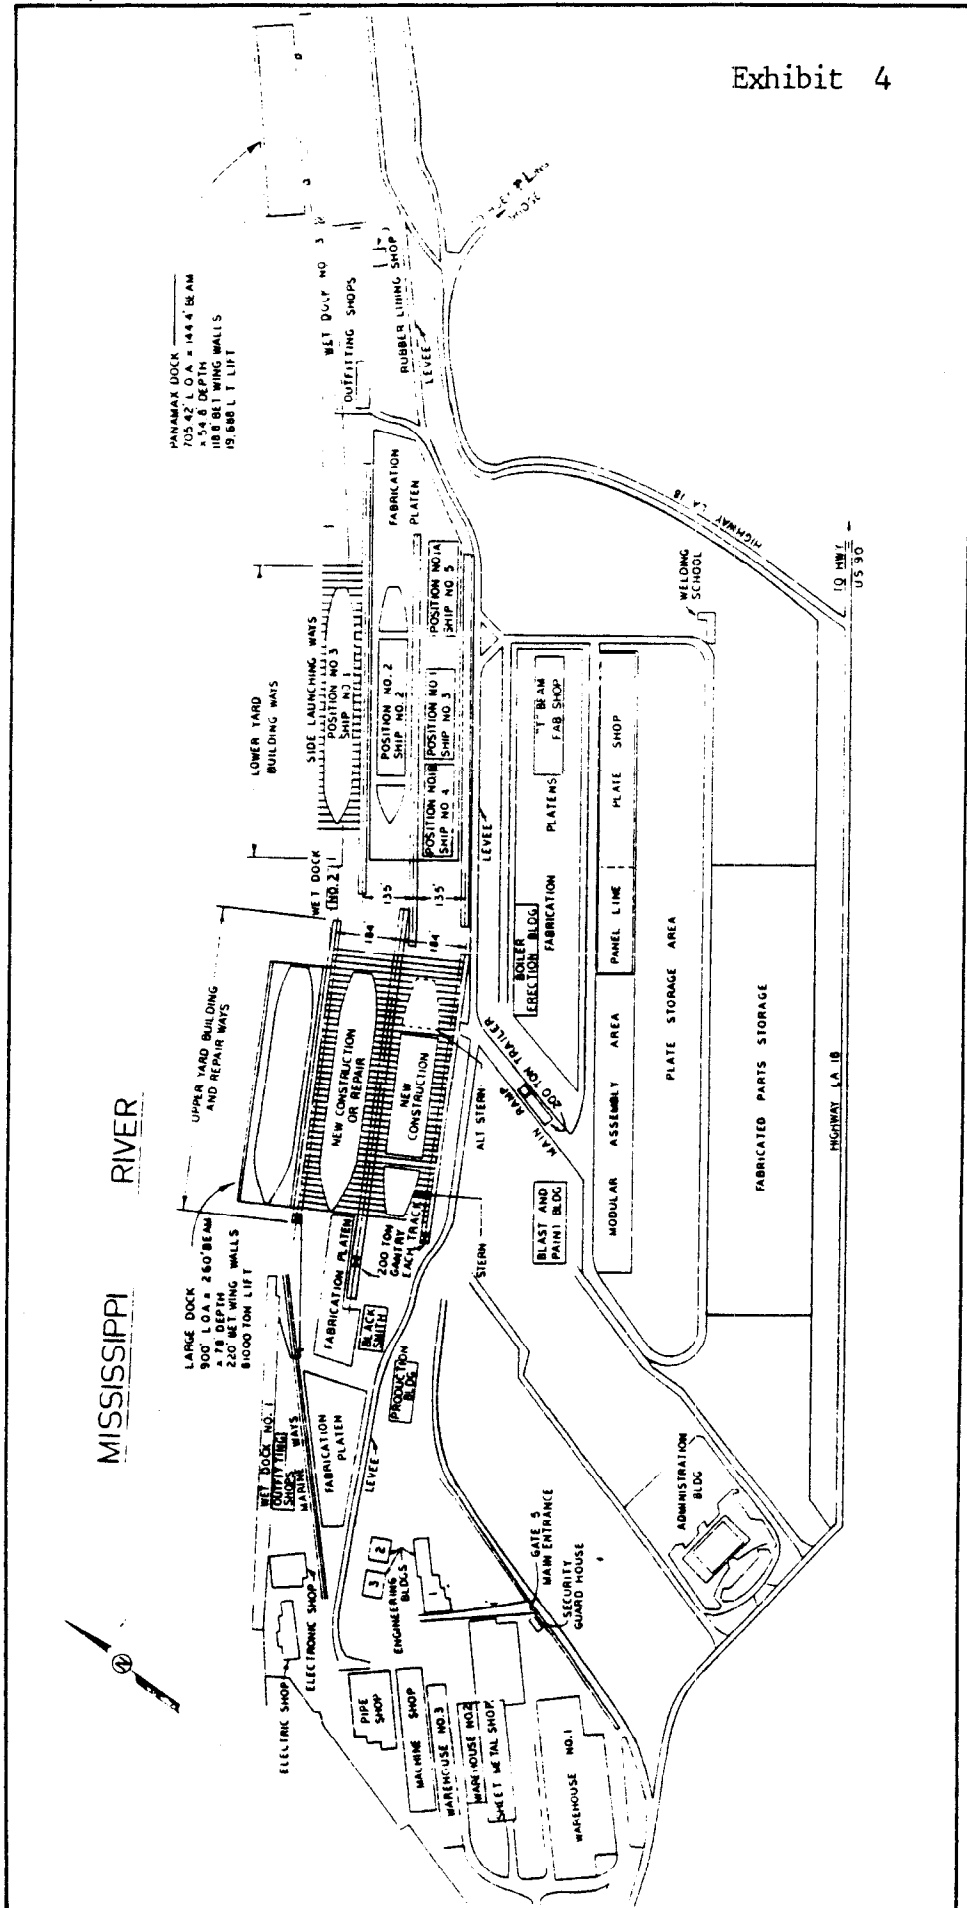 Exhibit 4
PANAMAX DOCK
705.42' L O A x 144.4' BEAM
x 54.8' DEPTH
118.8' BET WING WALLS
19,688 L T LIFT
WET DOCK NO 3
OUTFITTING SHOPS
RUBBER LINING SHOP
LEVEE
FABRICATION
PLATEN
HIGHWAY LA 18
TO HWY
US 90
WELDING
SCHOOL
LOWER YARD
BUILDING WAYS
SIDE LAUNCHING WAYS
POSITION NO 3
SHIP NO 1
POSITION NO. 2
SHIP NO. 2
POSITION NO.1A
SHIP NO. 5
POSITION NO 1
SHIP NO. 3
POSITION NO.1B
SHIP NO 4
WET DOCK
NO. 2
135'
135'
184'
184'
LEVEE
"T" BEAM
FAB SHOP
FABRICATION PLATENS
BOILER
ERECTION BLDG
PLATE SHOP
PANEL LINE
MODULAR ASSEMBLY AREA
PLATE STORAGE AREA
FABRICATED PARTS STORAGE
HIGHWAY LA 18
MISSISSIPPI RIVER
UPPER YARD BUILDING
AND REPAIR WAYS
LARGE DOCK
900' L O A x 260' BEAM
x 78' DEPTH
220' BET WING WALLS
81000 TON LIFT
NEW CONSTRUCTION
OR REPAIR
NEW
CONSTRUCTION
ALT STERN
STERN
MAIN RAMP
200 TON TRAILER
BLAST AND
PAINT BLDG
200 TON
GANTRY
EACH TRACK
FABRICATION PLATEN
BLACK
SMITH
PRODUCTION
BLDG
WET DOCK NO. 1
OUTFITTING
SHOPS
MARINE WAYS
FABRICATION
PLATEN
LEVEE
ADMINISTRATION
BLDG
GATE 5
MAIN ENTRANCE
SECURITY
GUARD HOUSE
ENGINEERING
BLDGS
1
2
3
N
ELECTRONIC SHOP
ELECTRIC SHOP
PIPE
SHOP
MACHINE SHOP
WAREHOUSE NO.3
WAREHOUSE NO.2
SHEET METAL SHOP
WAREHOUSE NO.1